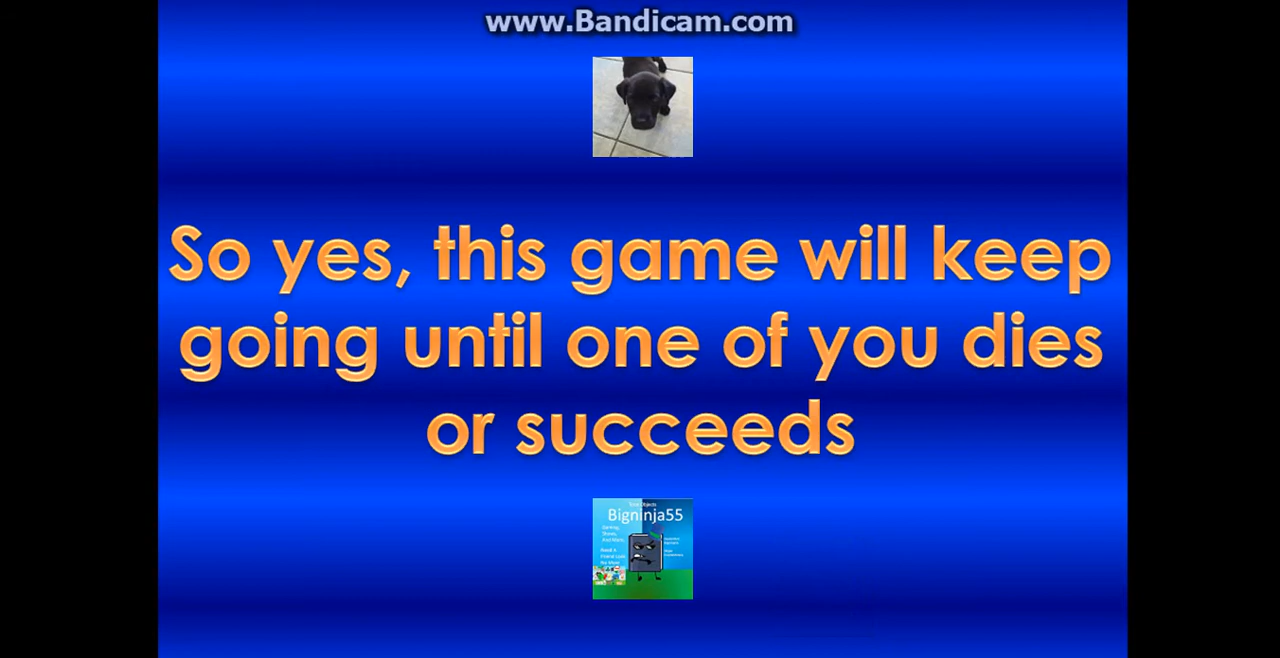 www.Bandicam.com
So yes, this game will keep
going until one of you dies
or succeeds
Bigninja55